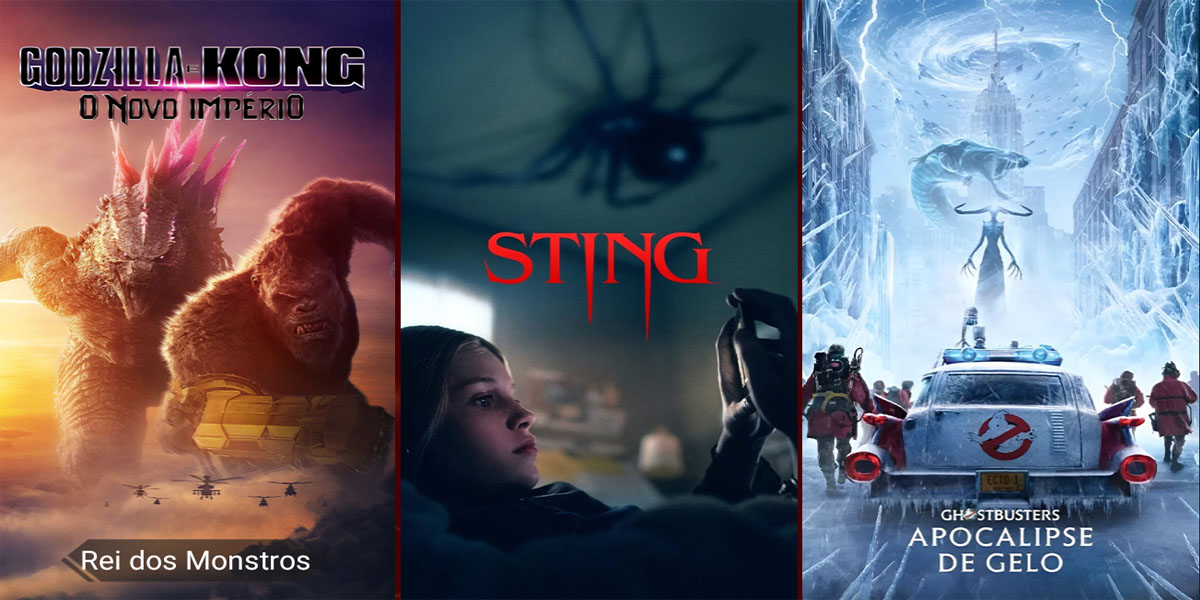 GODZILLA E KONG
O NOVO IMPÉRIO
Rei dos Monstros
STING
ECTO-1
GHOSTBUSTERS
APOCALIPSE
DE GELO